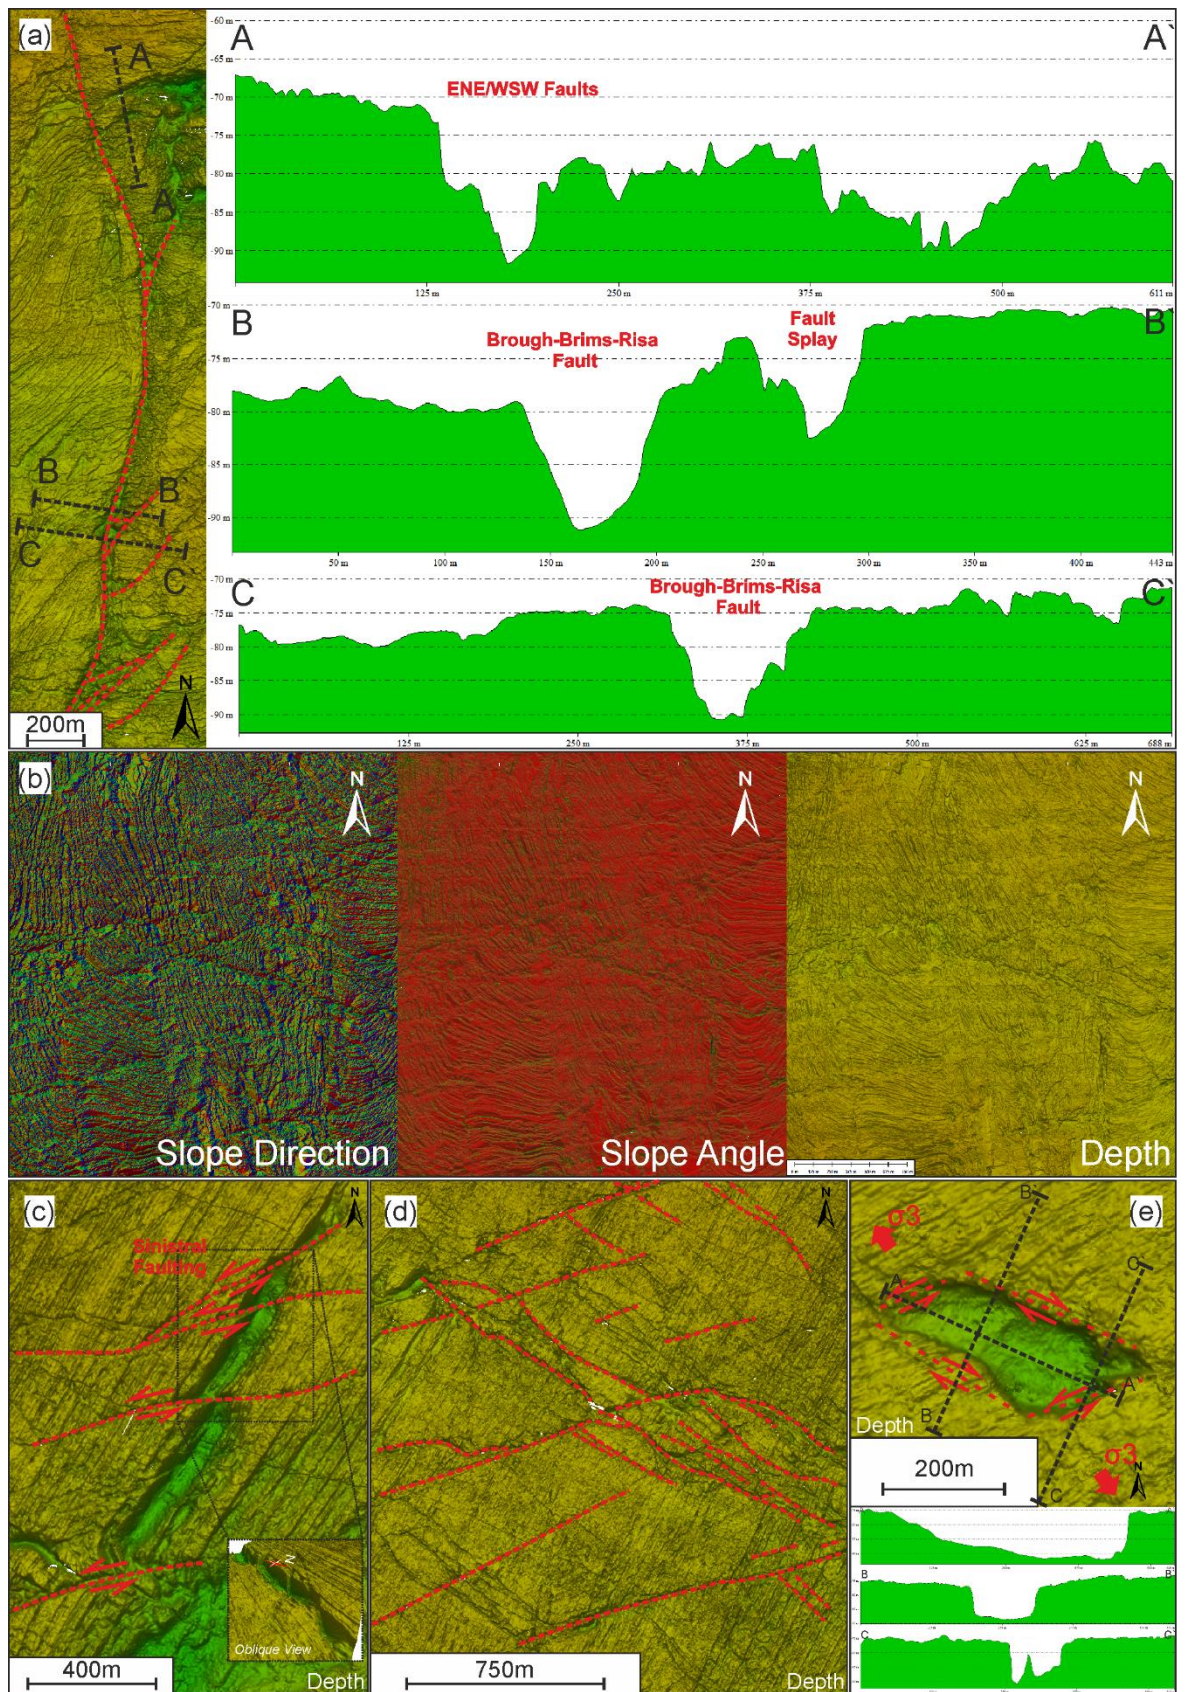 (a)
A
A
B
B`
C
C`
N
200m
A
A`
-60 m
-65 m
-70 m
-75 m
-80 m
-85 m
-90 m
ENE/WSW Faults
125 m
250 m
375 m
500 m
611 m
B
B`
-70 m
-75 m
-80 m
-85 m
-90 m
Brough-Brims-Risa
Fault
Fault
Splay
50 m
100 m
150 m
200 m
250 m
300 m
350 m
400 m
443 m
C
C`
-70 m
-75 m
-80 m
-85 m
-90 m
Brough-Brims-Risa
Fault
125 m
250 m
375 m
500 m
625 m
688 m
(b)
N
N
N
Slope Direction
Slope Angle
Depth
(c)
N
Sinistral
Faulting
N
Oblique View
400m
Depth
(d)
N
750m
Depth
(e)
B
σ3
C
A
A`
B
Depth
σ3
N
200m
C
B
B`
C
C`